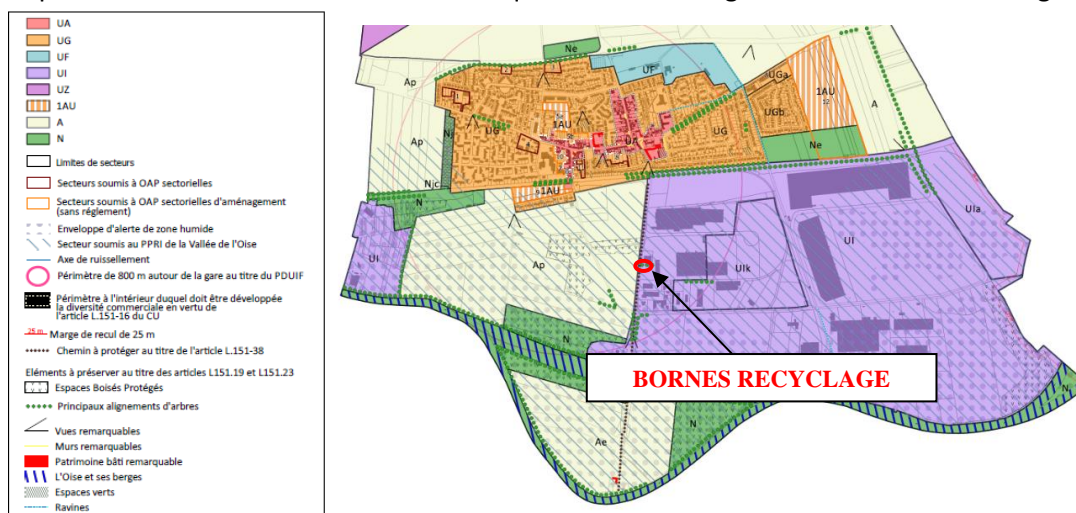 UA
UG
UF
UI
UZ
1AU
A
N
Limites de secteurs
Secteurs soumis à OAP sectorielles
Secteurs soumis à OAP sectorielles d'aménagement
(sans réglement)
Enveloppe d'alerte de zone humide
Secteur soumis au PPRI de la Vallée de l'Oise
Axe de ruissellement
Périmètre de 800 m autour de la gare au titre du PDUIF
Périmètre à l'intérieur duquel doit être développée
la diversité commerciale en vertu de
l'article L.151-16 du CU
25 m
Marge de recul de 25 m
Chemin à protéger au titre de l'article L.151-38
Eléments à préserver au titre des articles L151.19 et L151.23
Espaces Boisés Protégés
Principaux alignements d'arbres
Vues remarquables
Murs remarquables
Patrimoine bâti remarquable
L'Oise et ses berges
Espaces verts
Ravines
Ne
Ap
UF
UGa
1AU
A
UGb
UG
1AU
UA
UG
Nj
Ap
Ne
Njc
N
1AU
UIa
UI
UI
Ap
UIk
N
BORNES RECYCLAGE
N
N
Ae